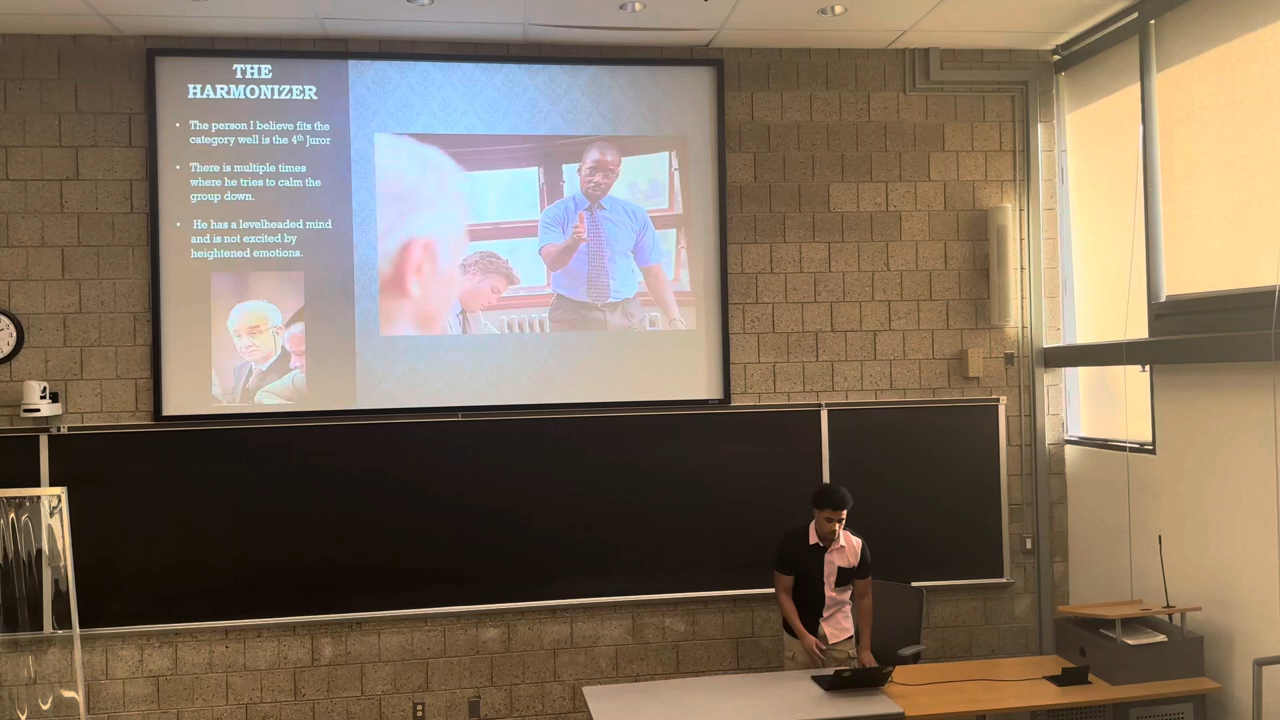 THE
HARMONIZER
• The person I believe fits the
category well is the 4th Juror
• There is multiple times
where he tries to calm the
group down.
• He has a levelheaded mind
and is not excited by
heightened emotions.